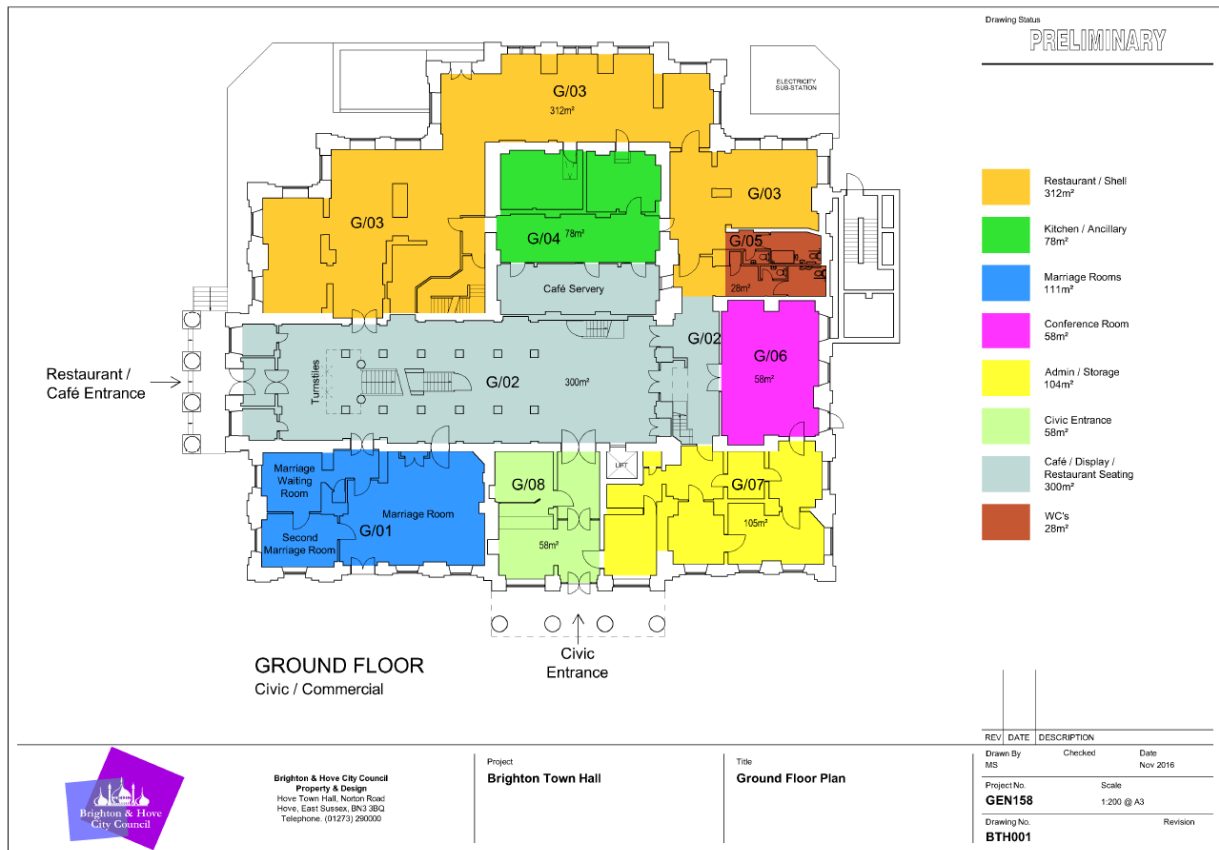 Drawing Status
PRELIMINARY
ELECTRICITY
SUB-STATION
G/03
312m²
G/03
G/03
G/04
78m²
G/05
28m²
Café Servery
G/02
G/02
300m²
Turnstiles
G/06
58m²
Restaurant /
Café Entrance
Marriage
Waiting
Room
Marriage Room
Second
Marriage Room
G/01
G/08
58m²
LIFT
G/07
105m²
Civic
Entrance
GROUND FLOOR
Civic / Commercial
Restaurant / Shell
312m²
Kitchen / Ancillary
78m²
Marriage Rooms
111m²
Conference Room
58m²
Admin / Storage
104m²
Civic Entrance
58m²
Café / Display /
Restaurant Seating
300m²
WC's
28m²
Brighton & Hove
City Council
Brighton & Hove City Council
Property & Design
Hove Town Hall, Norton Road
Hove, East Sussex, BN3 3BQ
Telephone. (01273) 290000
Project
Brighton Town Hall
Title
Ground Floor Plan
REV DATE DESCRIPTION
Drawn By Checked Date
MS Nov 2016
Project No. Scale
GEN158 1:200 @ A3
Drawing No. Revision
BTH001